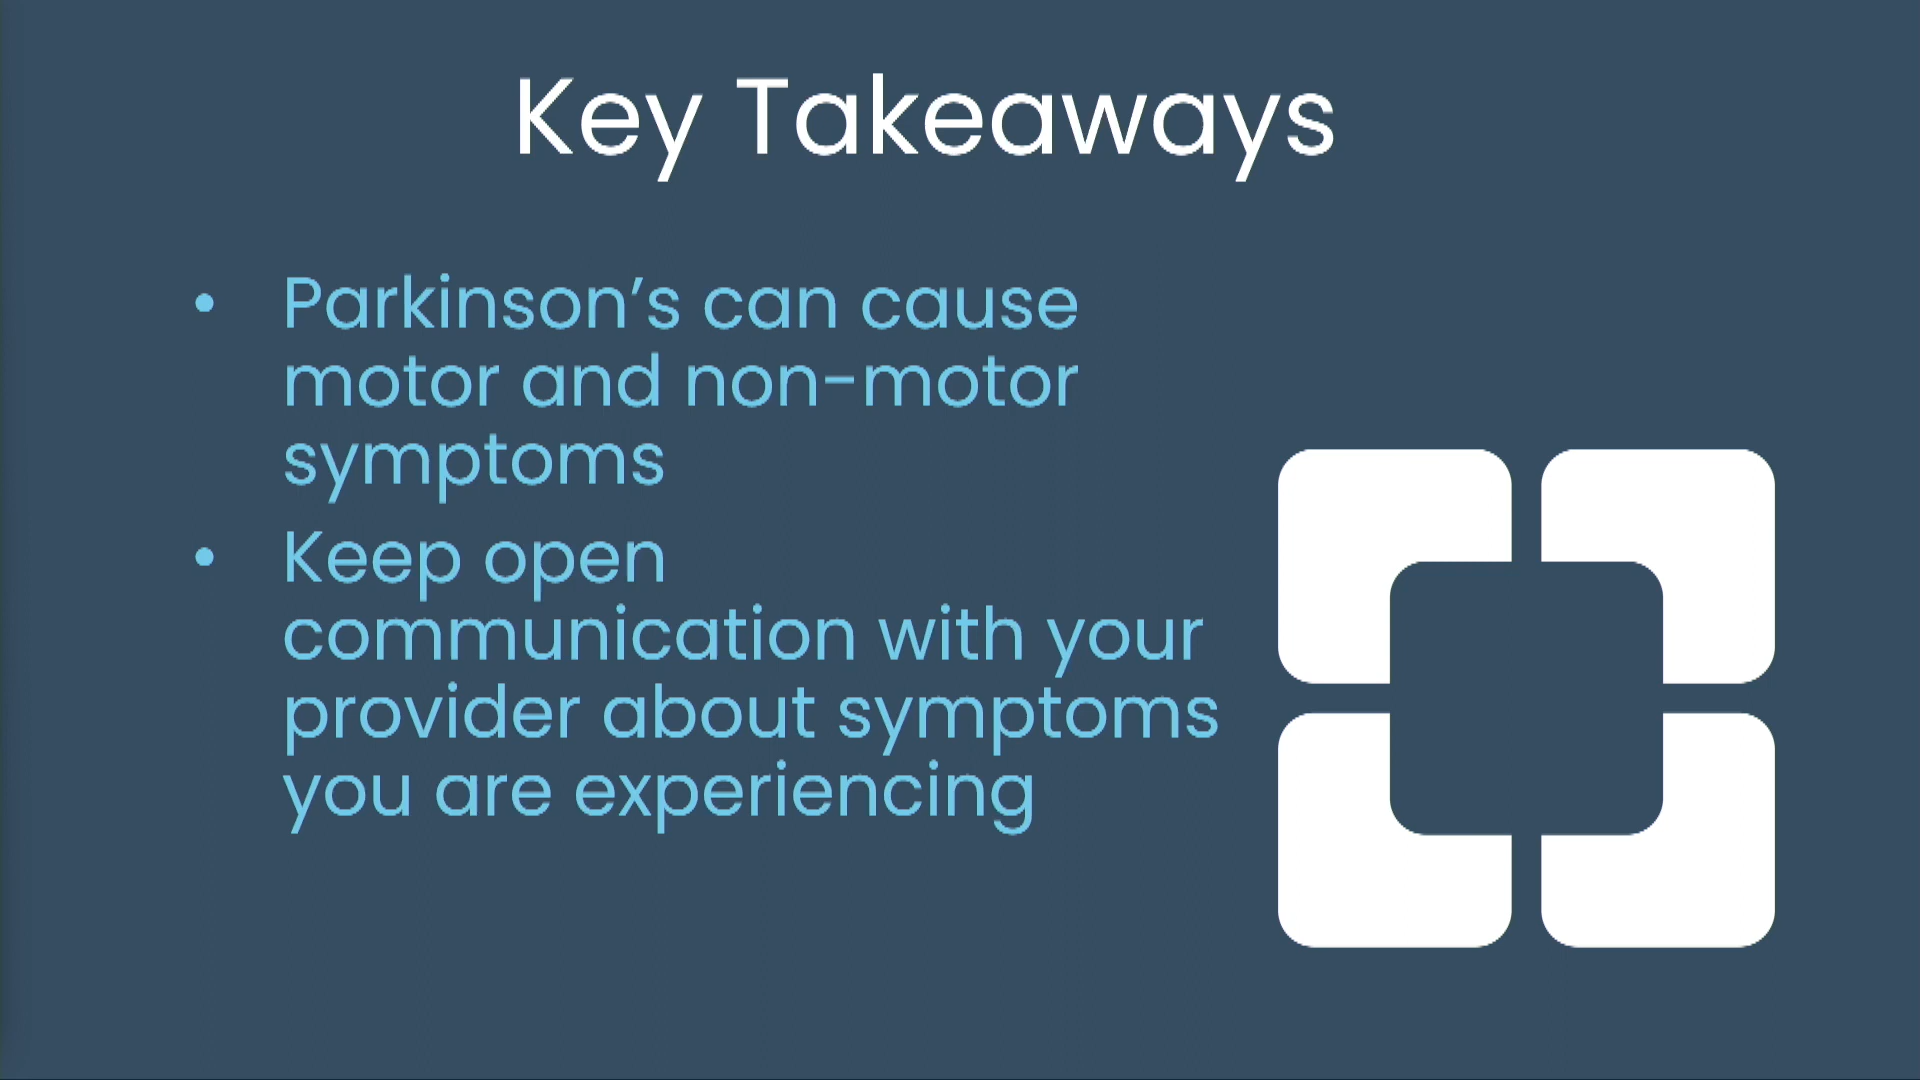 Key Takeaways
• Parkinson’s can cause
motor and non-motor
symptoms
• Keep open
communication with your
provider about symptoms
you are experiencing